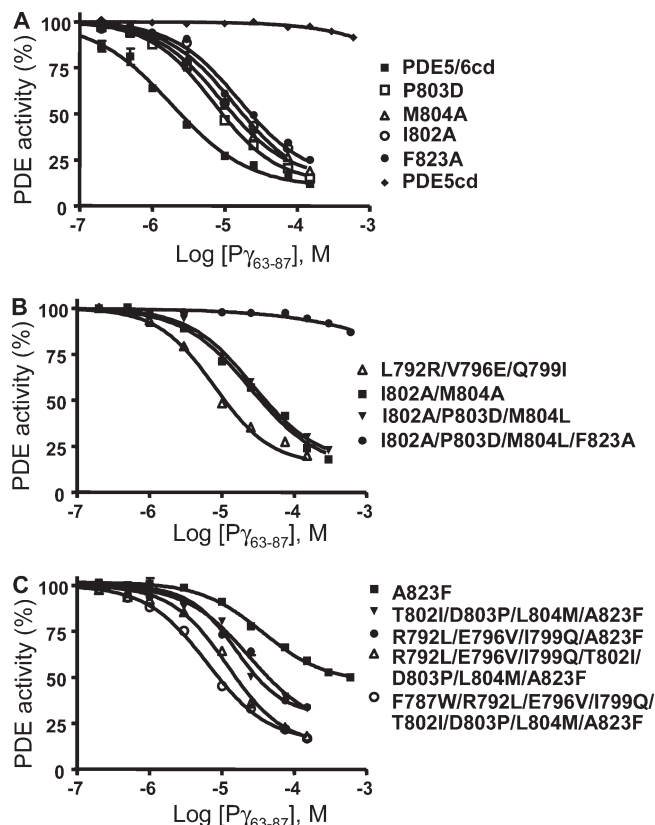 A
PDE activity (%)
100
75
50
25
0
-7
-6
-5
-4
-3
Log [Pγ63-87], M
PDE5/6cd
P803D
M804A
I802A
F823A
PDE5cd
B
PDE activity (%)
100
75
50
25
0
-7
-6
-5
-4
-3
Log [Pγ63-87], M
L792R/V796E/Q799I
I802A/M804A
I802A/P803D/M804L
I802A/P803D/M804L/F823A
C
PDE activity (%)
100
75
50
25
0
-7
-6
-5
-4
-3
Log [Pγ63-87], M
A823F
T802I/D803P/L804M/A823F
R792L/E796V/I799Q/A823F
R792L/E796V/I799Q/T802I/
D803P/L804M/A823F
F787W/R792L/E796V/I799Q/
T802I/D803P/L804M/A823F